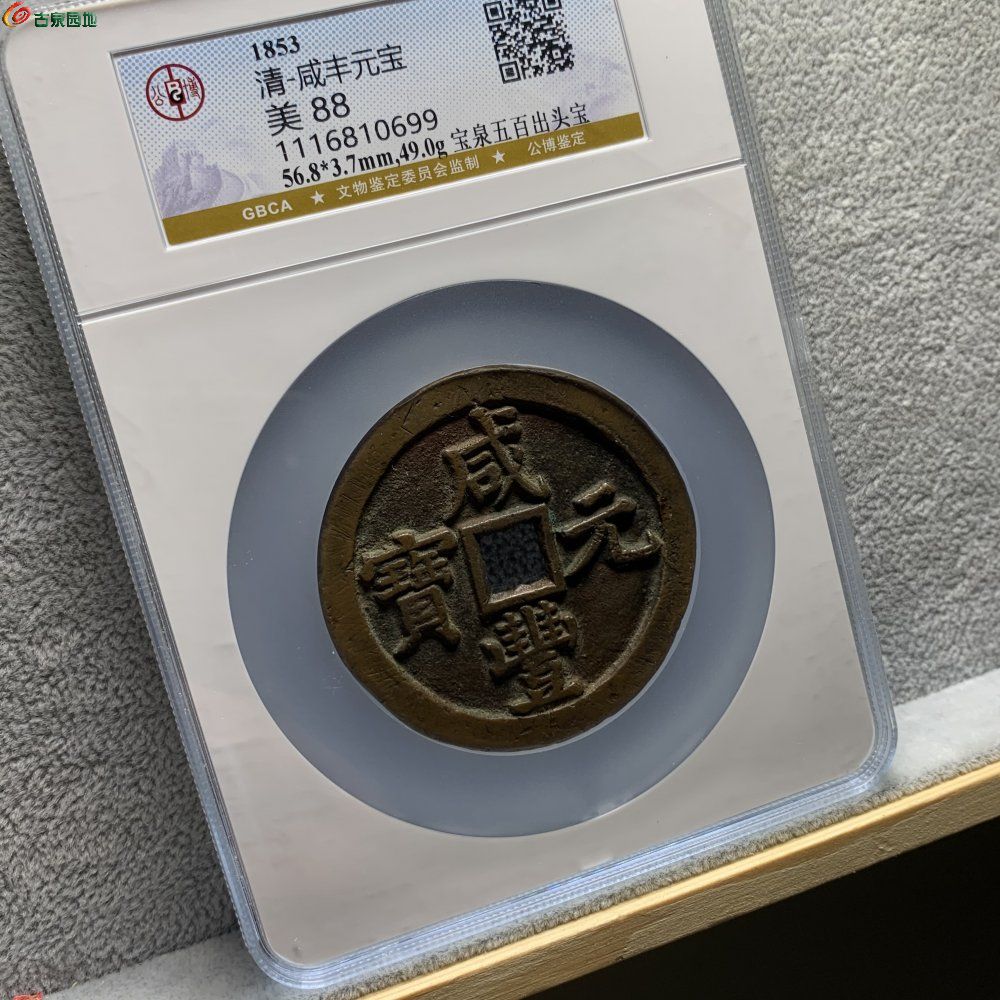 古泉园地
1853
清-咸丰元宝
美 88
1116810699
56.8*3.7mm,49.0g 宝泉五百出头宝
GBCA ★ 文物鉴定委员会监制 ★ 公博鉴定
公博
咸
元
寶
豐